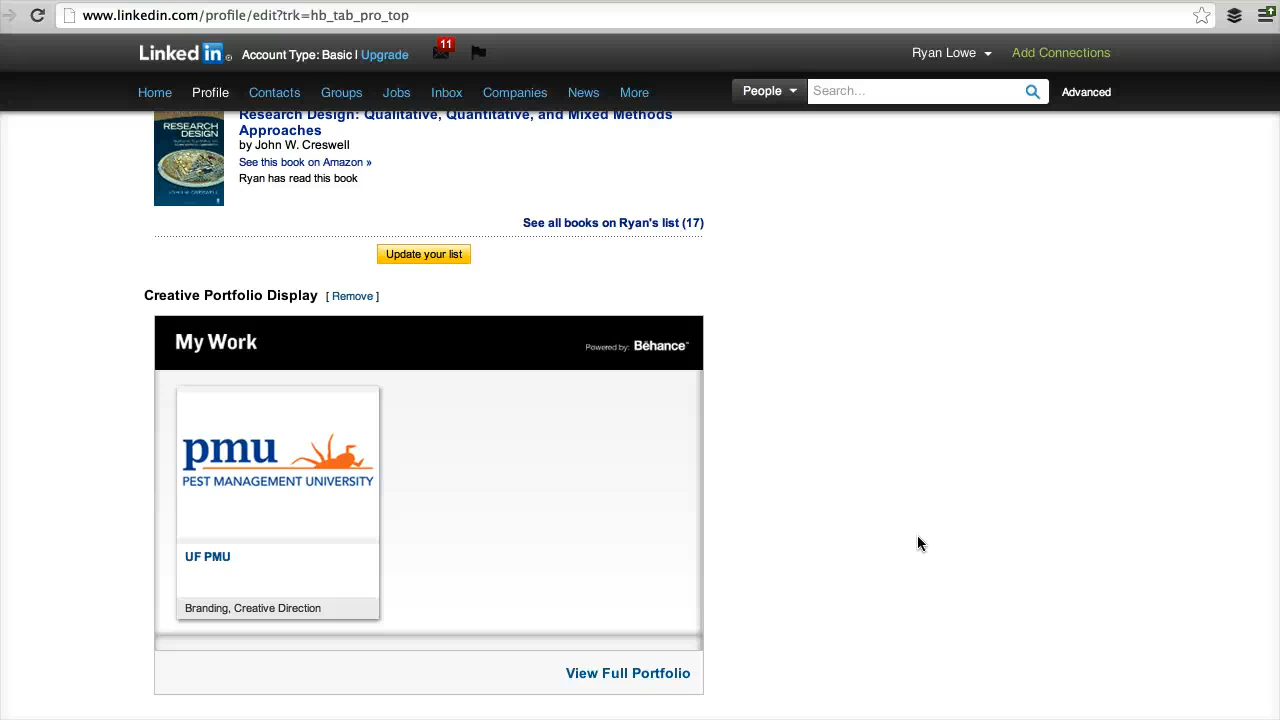 www.linkedin.com/profile/edit?trk=hb_tab_pro_top
Linked in Account Type: Basic | Upgrade 11 Ryan Lowe Add Connections
Home Profile Contacts Groups Jobs Inbox Companies News More People Search... Advanced
Research Design: Qualitative, Quantitative, and Mixed Methods
Approaches
RESEARCH
DESIGN
by John W. Creswell
See this book on Amazon »
Ryan has read this book
See all books on Ryan's list (17)
Update your list
Creative Portfolio Display [ Remove ]
My Work Powered by: Bēhance™
pmu
PEST MANAGEMENT UNIVERSITY
UF PMU
Branding, Creative Direction
View Full Portfolio